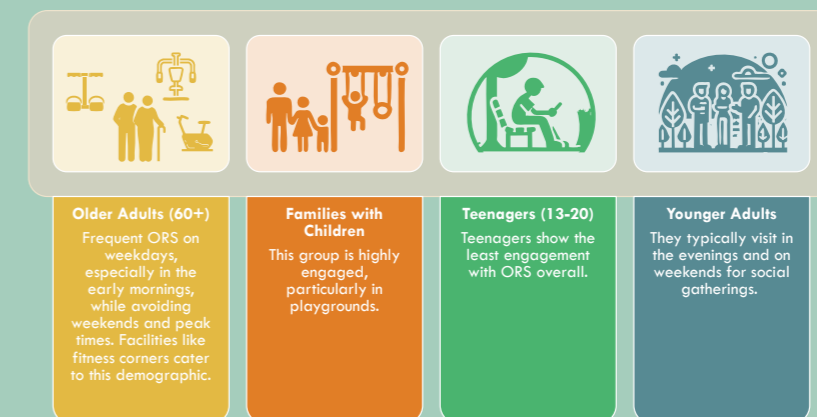 Older Adults (60+)
Frequent ORS on
weekdays,
especially in the
early mornings,
while avoiding
weekends and peak
times. Facilities like
fitness corners cater
to this demographic.
Families with
Children
This group is highly
engaged,
particularly in
playgrounds.
Teenagers (13-20)
Teenagers show the
least engagement
with ORS overall.
Younger Adults
They typically visit in
the evenings and on
weekends for social
gatherings.